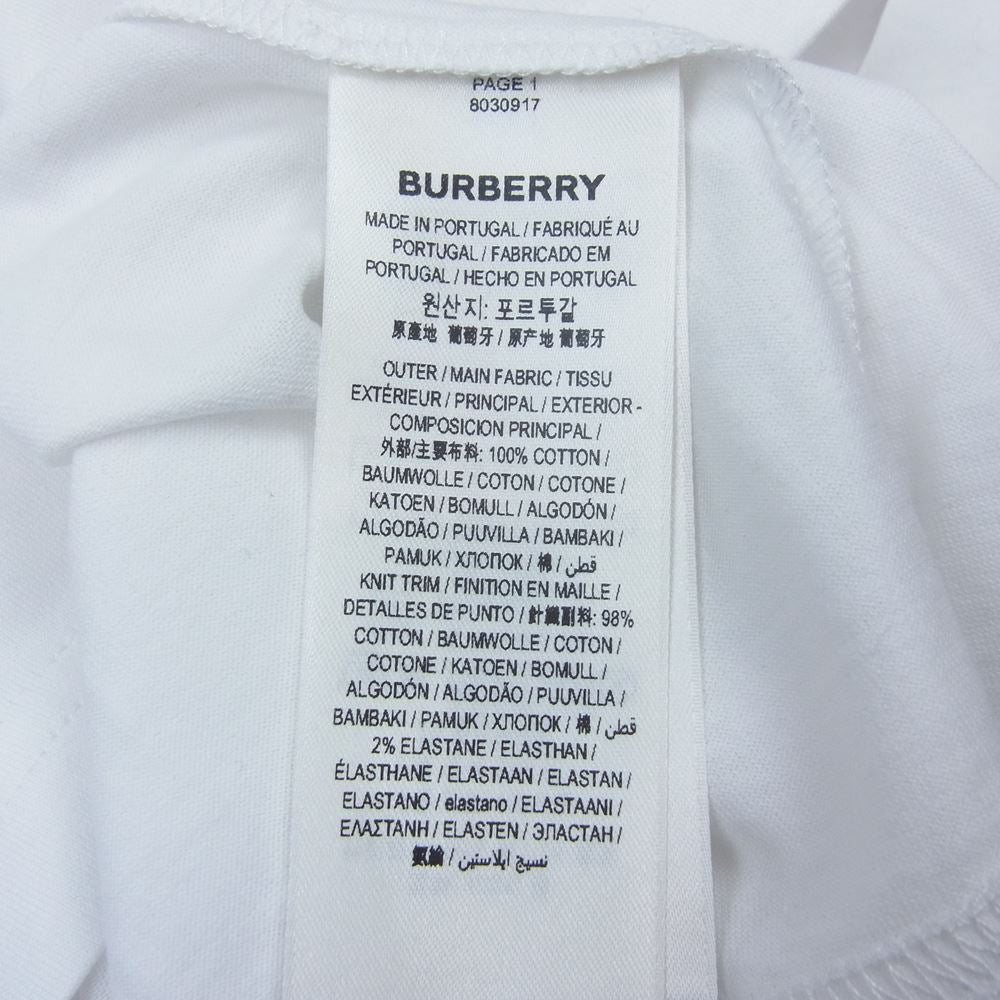 PAGE 1
8030917
BURBERRY
MADE IN PORTUGAL / FABRIQUÉ AU
PORTUGAL / FABRICADO EM
PORTUGAL / HECHO EN PORTUGAL
원산지: 포르투갈
原產地 葡萄牙 / 原产地 葡萄牙
OUTER / MAIN FABRIC / TISSU
EXTÉRIEUR / PRINCIPAL / EXTERIOR -
COMPOSICION PRINCIPAL /
外部/主要布料: 100% COTTON /
BAUMWOLLE / COTON / COTONE /
KATOEN / BOMULL / ALGODÓN /
ALGODÃO / PUUVILLA / BAMBAKI /
PAMUK / ХЛОПОК / 棉 / قطن
KNIT TRIM / FINITION EN MAILLE /
DETALLES DE PUNTO / 針織副料: 98%
COTTON / BAUMWOLLE / COTON /
COTONE / KATOEN / BOMULL /
ALGODÓN / ALGODÃO / PUUVILLA /
BAMBAKI / PAMUK / ХЛОПОК / 棉 / قطن
2% ELASTANE / ELASTHAN /
ÉLASTHANE / ELASTAAN / ELASTAN /
ELASTANO / elastano / ELASTAANI /
ΕΛΑΣΤΑΝΗ / ELASTEN / ЭЛАСТАН /
氨綸 / نسيج ايلاستين